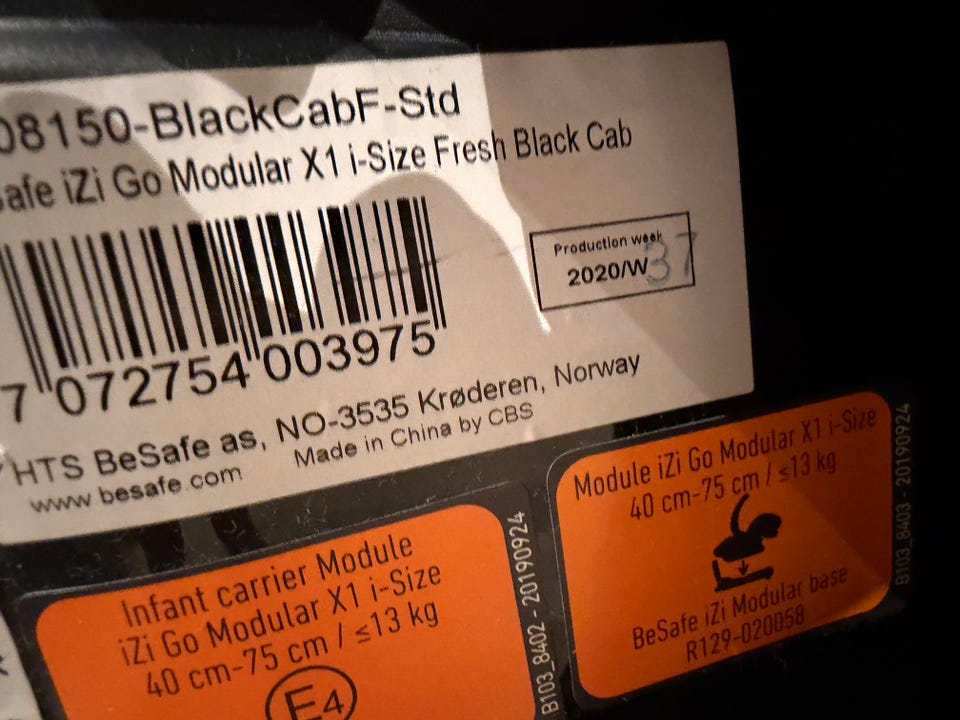 08150-BlackCabF-Std
Safe iZi Go Modular X1 i-Size Fresh Black Cab
Production week
2020/W37
7 072754 003975
HTS BeSafe as, NO-3535 Krøderen, Norway
www.besafe.com
Made in China by CBS
Infant carrier Module
iZi Go Modular X1 i-Size
40 cm-75 cm / ≤13 kg
E4
B103_8402 - 20190924
Module iZi Go Modular X1 i-Size
40 cm-75 cm / ≤13 kg
BeSafe iZi Modular base
R129-020058
B103_8403 - 20190924